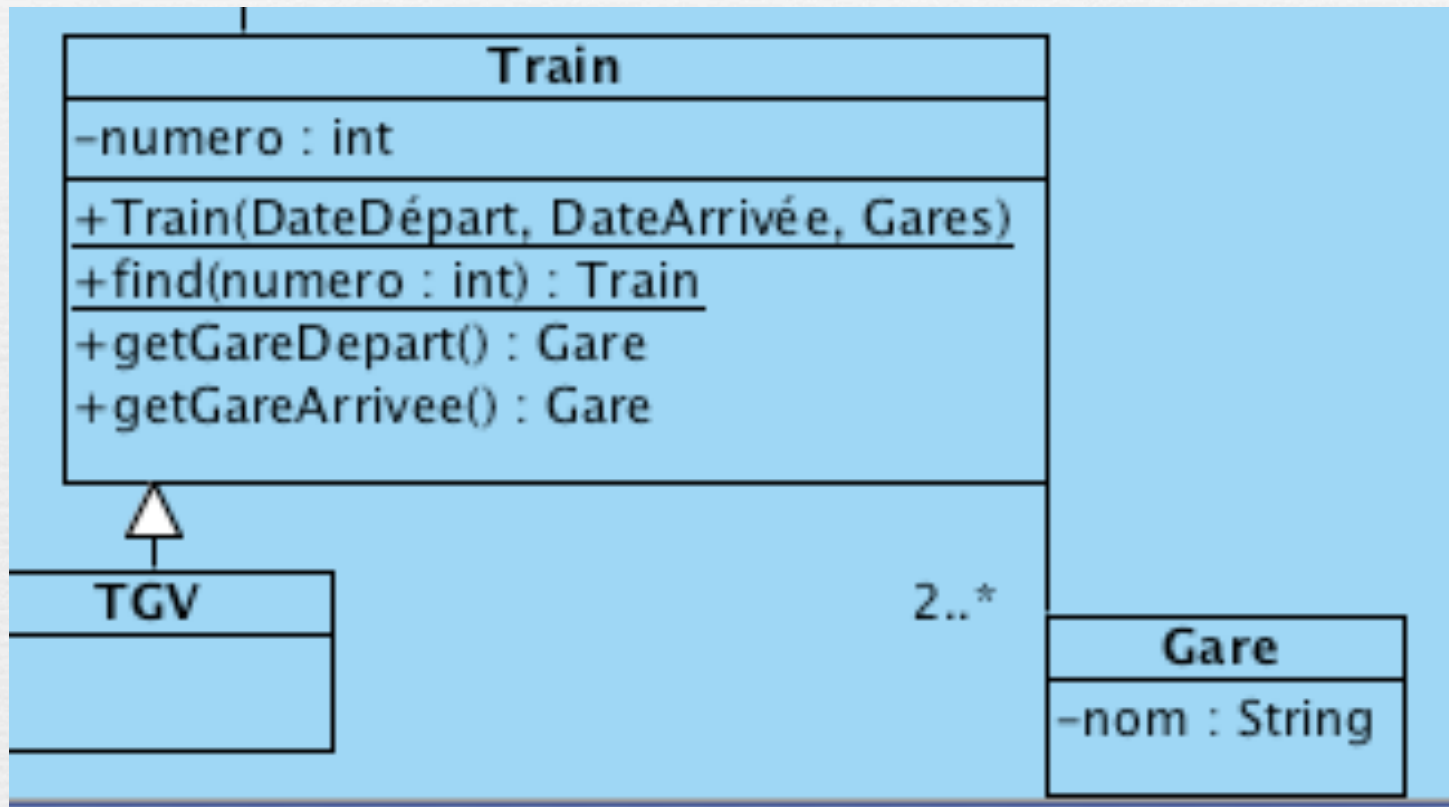 Train
-numero : int
+Train(DateDépart, DateArrivée, Gares)
+find(numero : int) : Train
+getGareDepart() : Gare
+getGareArrivee() : Gare
TGV
2..*
Gare
-nom : String